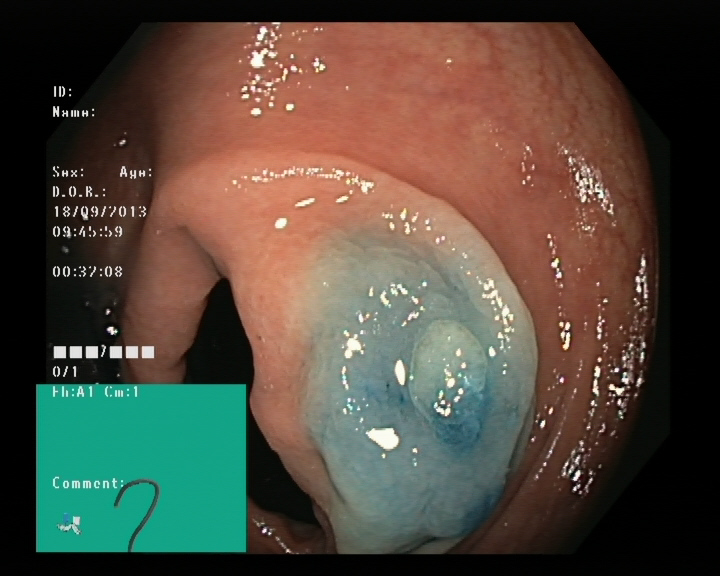 ID:
Name:
Sex: Age:
D.O.B.:
18/09/2013
09:45:59
00:37:08
0/1
Eh:A1 Cm:1
Comment: